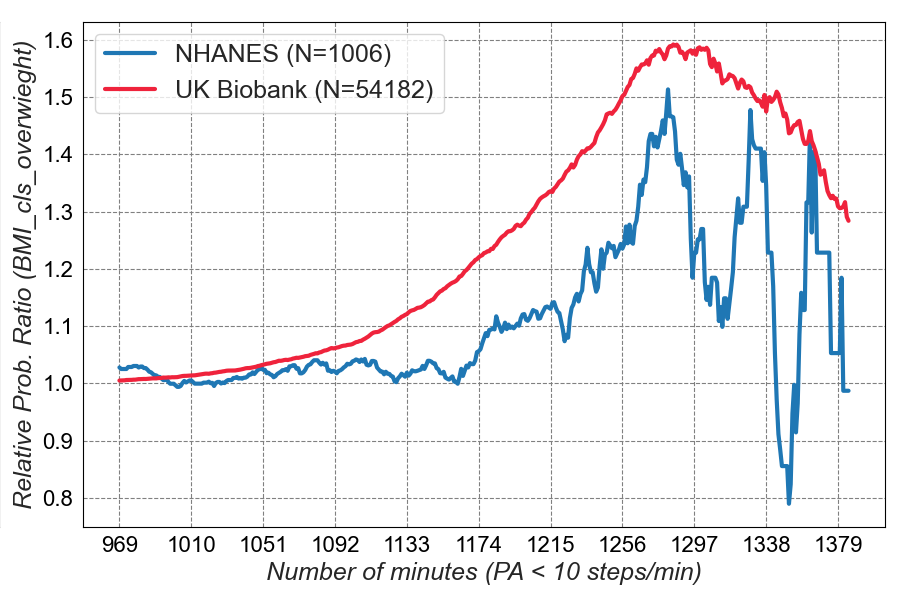 NHANES (N=1006)
UK Biobank (N=54182)
Relative Prob. Ratio (BMI_cls_overwieght)
1.6
1.5
1.4
1.3
1.2
1.1
1.0
0.9
0.8
969 1010 1051 1092 1133 1174 1215 1256 1297 1338 1379
Number of minutes (PA < 10 steps/min)